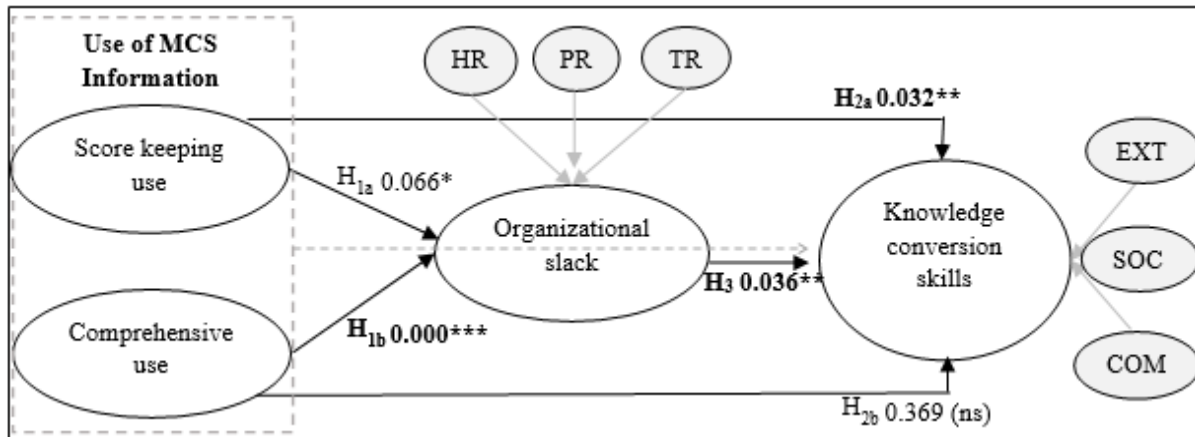 Use of MCS
Information
HR
PR
TR
H2a 0.032**
Score keeping
use
EXT
H1a 0.066*
Organizational
slack
Knowledge
conversion
skills
SOC
H3 0.036**
Comprehensive
use
H1b 0.000***
COM
H2b 0.369 (ns)